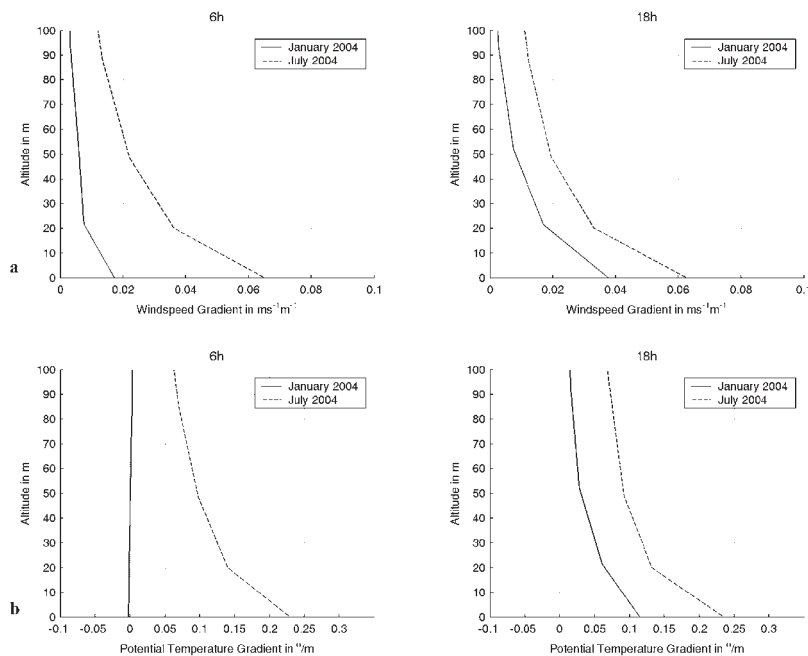 6h
100
90
80
70
60
50
40
30
20
10
0
Altitude in m
January 2004
July 2004
0 0.02 0.04 0.06 0.08 0.1
Windspeed Gradient in ms⁻¹m⁻¹
18h
100
90
80
70
60
50
40
30
20
10
0
Altitude in m
January 2004
July 2004
0 0.02 0.04 0.06 0.08 0.1
Windspeed Gradient in ms⁻¹m⁻¹
a
6h
100
90
80
70
60
50
40
30
20
10
0
Altitude in m
January 2004
July 2004
-0.1 -0.05 0 0.05 0.1 0.15 0.2 0.25 0.3
Potential Temperature Gradient in °/m
18h
100
90
80
70
60
50
40
30
20
10
0
Altitude in m
January 2004
July 2004
-0.1 -0.05 0 0.05 0.1 0.15 0.2 0.25 0.3
Potential Temperature Gradient in °/m
b